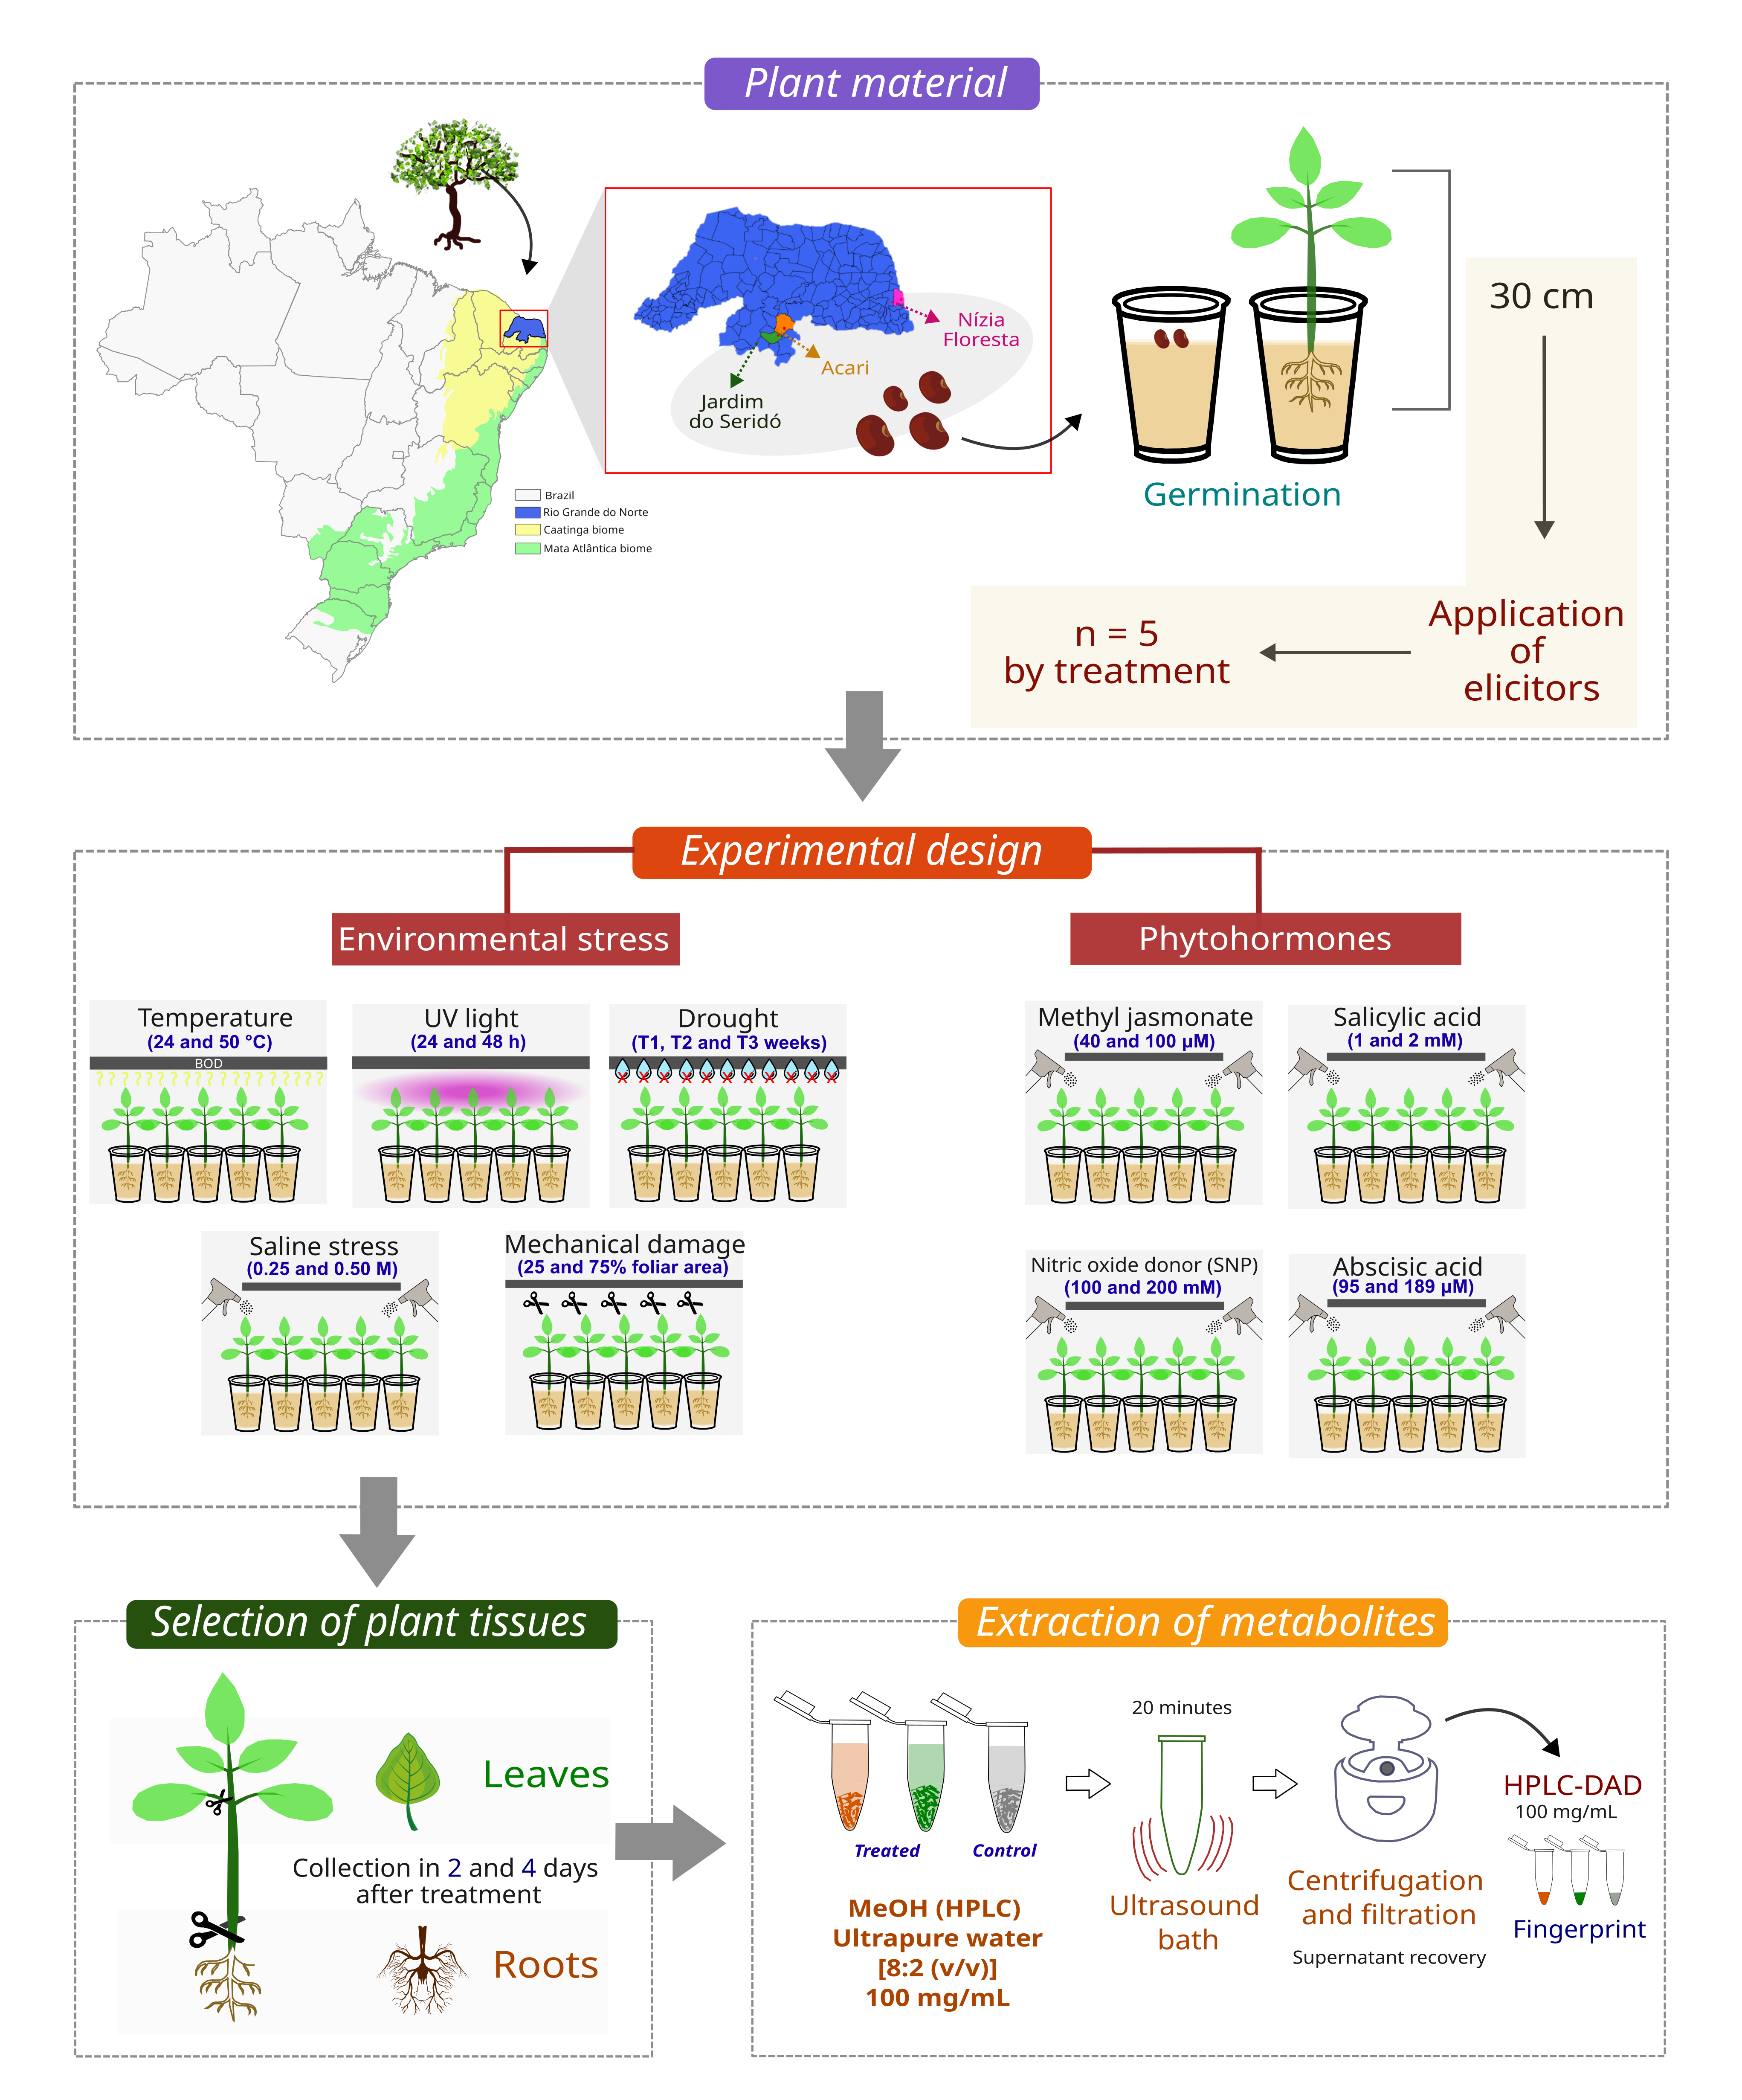 Plant material
Nízia
Floresta
Acari
Jardim
do Seridó
Brazil
Rio Grande do Norte
Caatinga biome
Mata Atlântica biome
Germination
30 cm
Application
of
elicitors
n = 5
by treatment
Experimental design
Environmental stress
Phytohormones
Temperature
(24 and 50 °C)
BOD
UV light
(24 and 48 h)
Drought
(T1, T2 and T3 weeks)
Methyl jasmonate
(40 and 100 µM)
Salicylic acid
(1 and 2 mM)
Saline stress
(0.25 and 0.50 M)
Mechanical damage
(25 and 75% foliar area)
Nitric oxide donor (SNP)
(100 and 200 mM)
Abscisic acid
(95 and 189 µM)
Selection of plant tissues
Leaves
Collection in 2 and 4 days
after treatment
Roots
Extraction of metabolites
Treated
Control
MeOH (HPLC)
Ultrapure water
[8:2 (v/v)]
100 mg/mL
20 minutes
Ultrasound
bath
Centrifugation
and filtration
Supernatant recovery
HPLC-DAD
100 mg/mL
Fingerprint